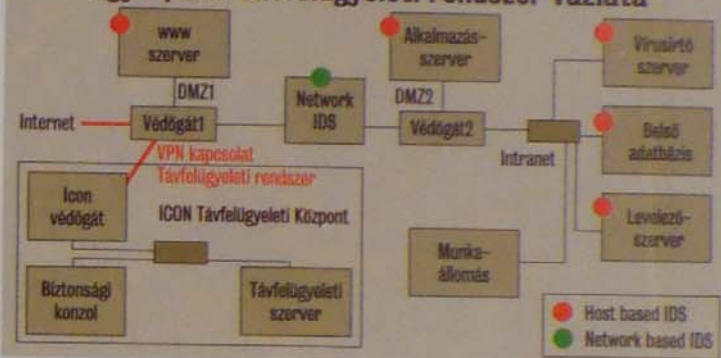 www
szerver
Alkalmazás-
szerver
Vírusirtó
szerver
DMZ1
Network
IDS
DMZ2
Internet
Védőgát1
Védőgát2
Belső
adatbázis
VPN kapcsolat
Távfelügyeleti rendszer
Intranet
Icon
védőgát
ICON Távfelügyeleti Központ
Levelező-
szerver
Munka-
állomás
Biztonsági
konzol
Távfelügyeleti
szerver
Host based IDS
Network based IDS